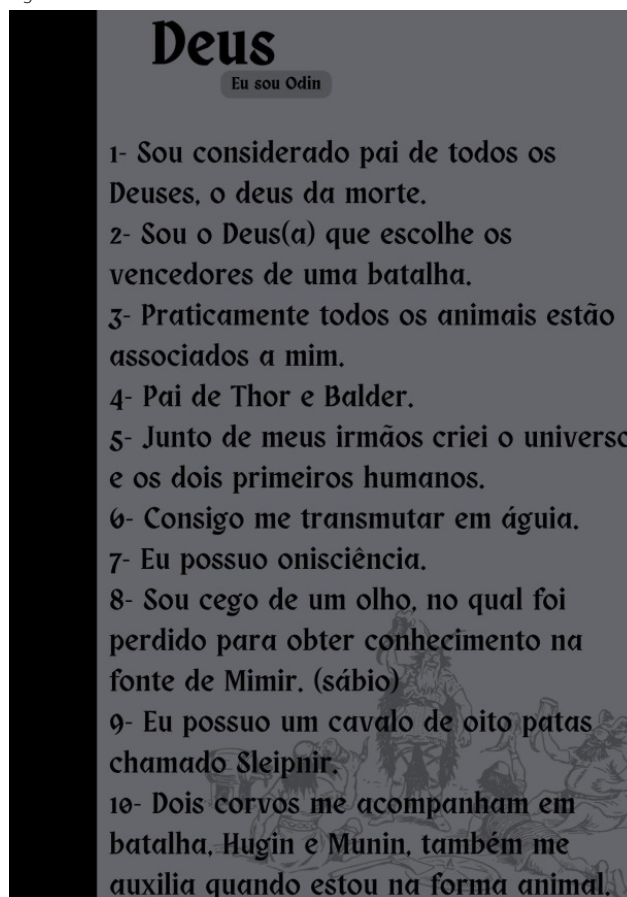 Deus
Eu sou Odin
1- Sou considerado pai de todos os
Deuses, o deus da morte.
2- Sou o Deus(a) que escolhe os
vencedores de uma batalha.
3- Praticamente todos os animais estão
associados a mim.
4- Pai de Thor e Balder.
5- Junto de meus irmãos criei o universo
e os dois primeiros humanos.
6- Consigo me transmutar em águia.
7- Eu possuo onisciência.
8- Sou cego de um olho, no qual foi
perdido para obter conhecimento na
fonte de Mimir. (sábio)
9- Eu possuo um cavalo de oito patas
chamado Sleipnir.
10- Dois corvos me acompanham em
batalha, Hugin e Munin, também me
auxilia quando estou na forma animal.